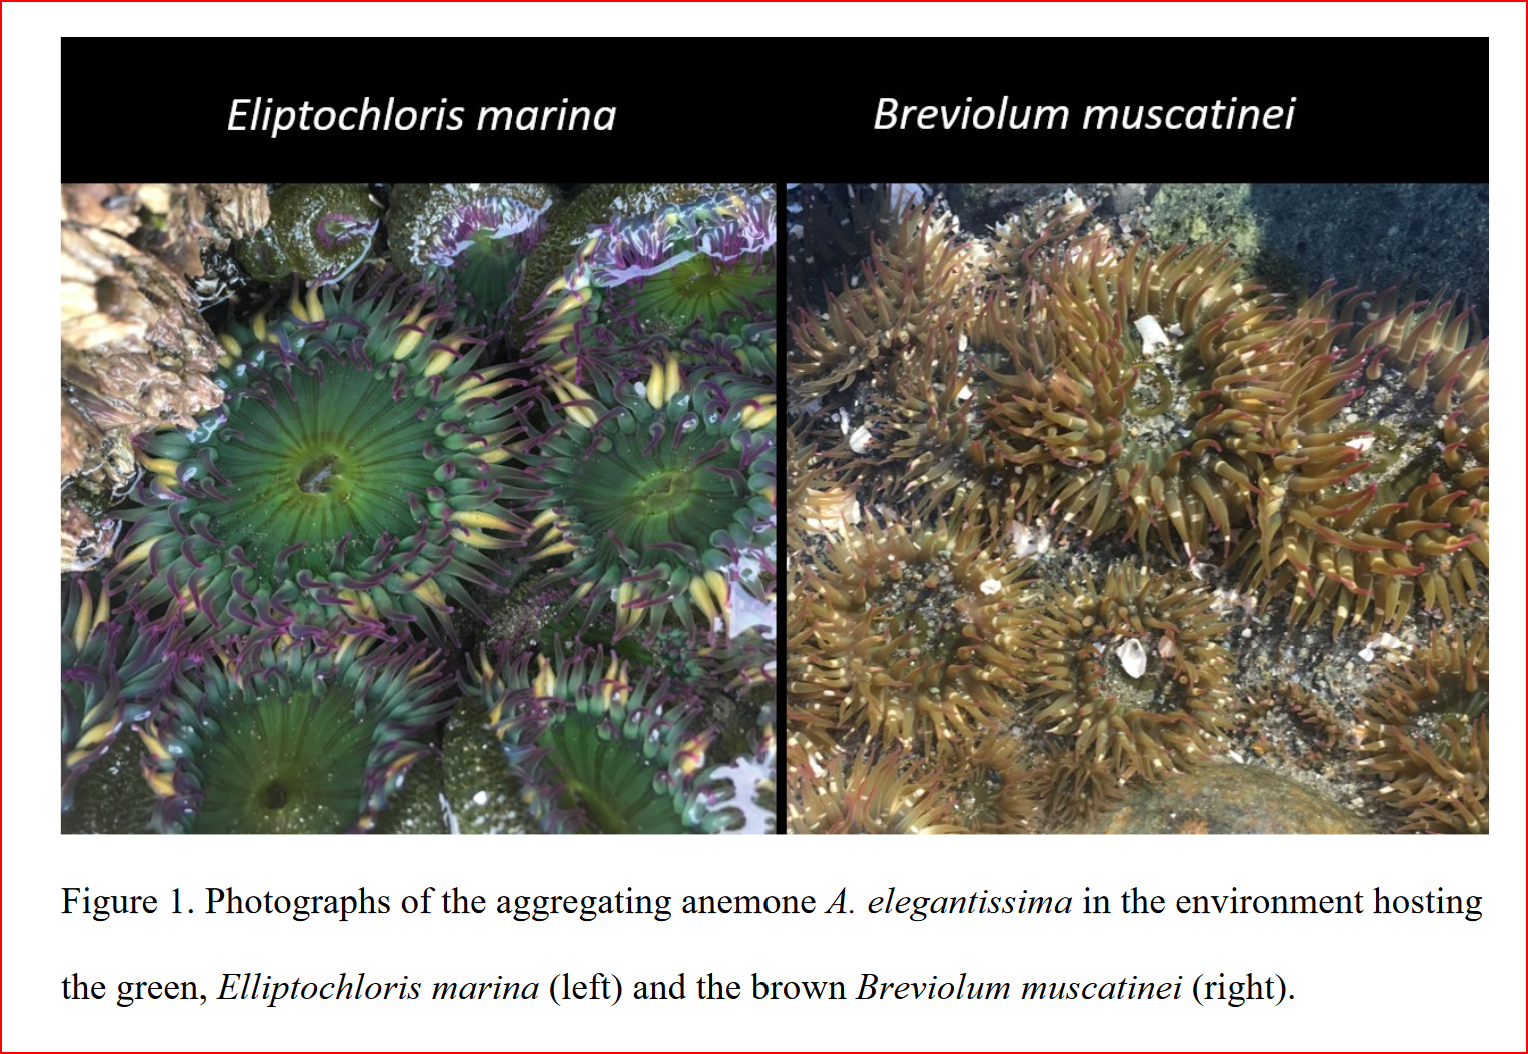 Eliptochloris marina
Breviolum muscatinei
Figure 1. Photographs of the aggregating anemone A. elegantissima in the environment hosting
the green, Elliptochloris marina (left) and the brown Breviolum muscatinei (right).